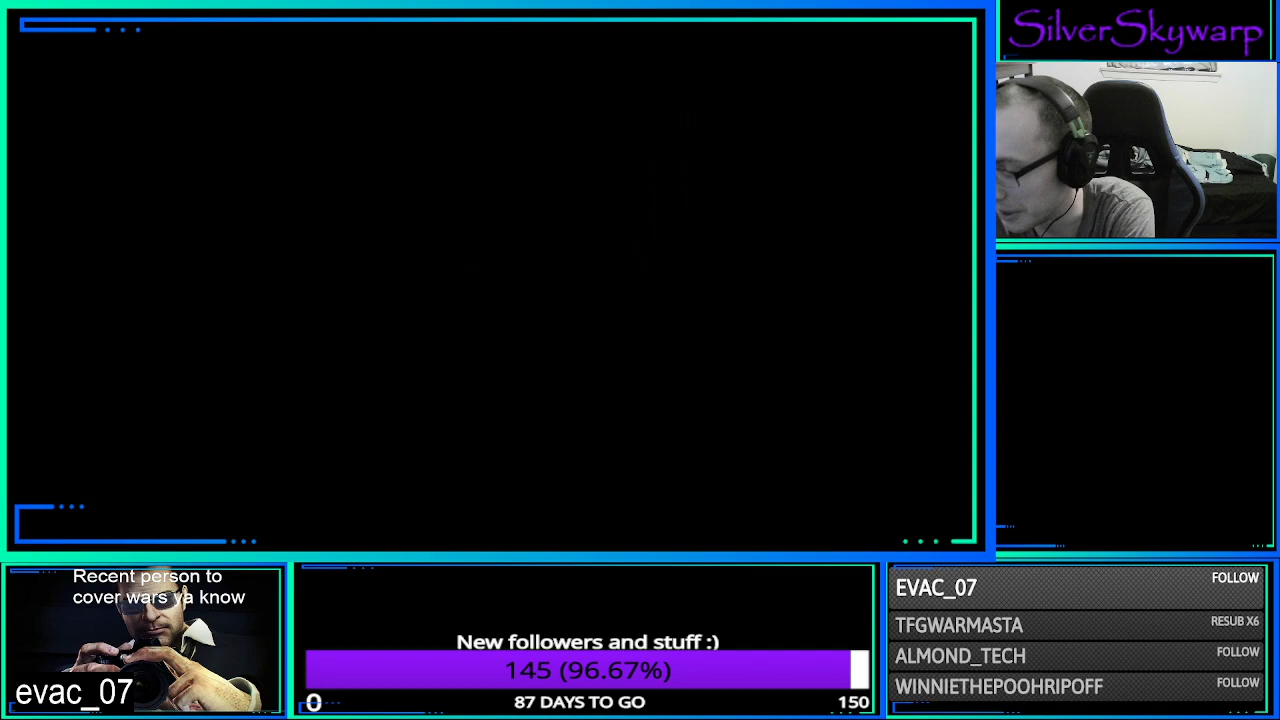 SilverSkywarp
Recent person to
cover wars ya know
evac_07
New followers and stuff :)
145 (96.67%)
0
87 DAYS TO GO
150
EVAC_07
FOLLOW
TFGWARMASTA
RESUB X6
ALMOND_TECH
FOLLOW
WINNIETHEPOOHRIPOFF
FOLLOW